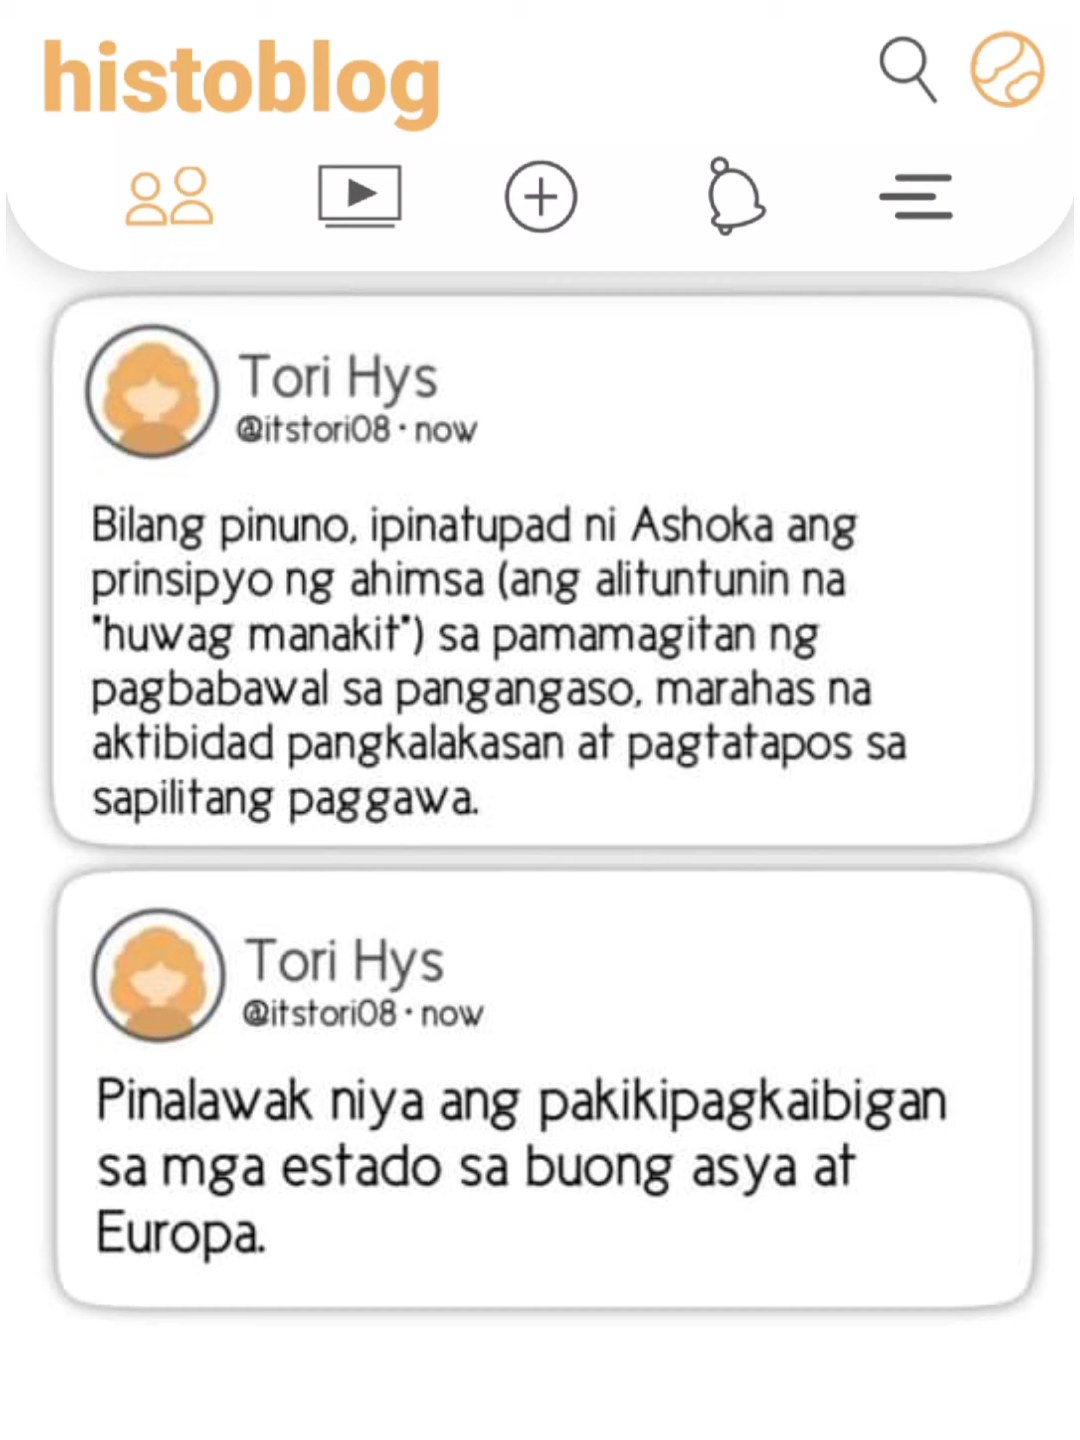 histoblog
Tori Hys
@itstori08 • now
Bilang pinuno, ipinatupad ni Ashoka ang
prinsipyo ng ahimsa (ang alituntunin na
"huwag manakit") sa pamamagitan ng
pagbabawal sa pangangaso, marahas na
aktibidad pangkalakasan at pagtatapos sa
sapilitang paggawa.
Tori Hys
@itstori08 • now
Pinalawak niya ang pakikipagkaibigan
sa mga estado sa buong asya at
Europa.